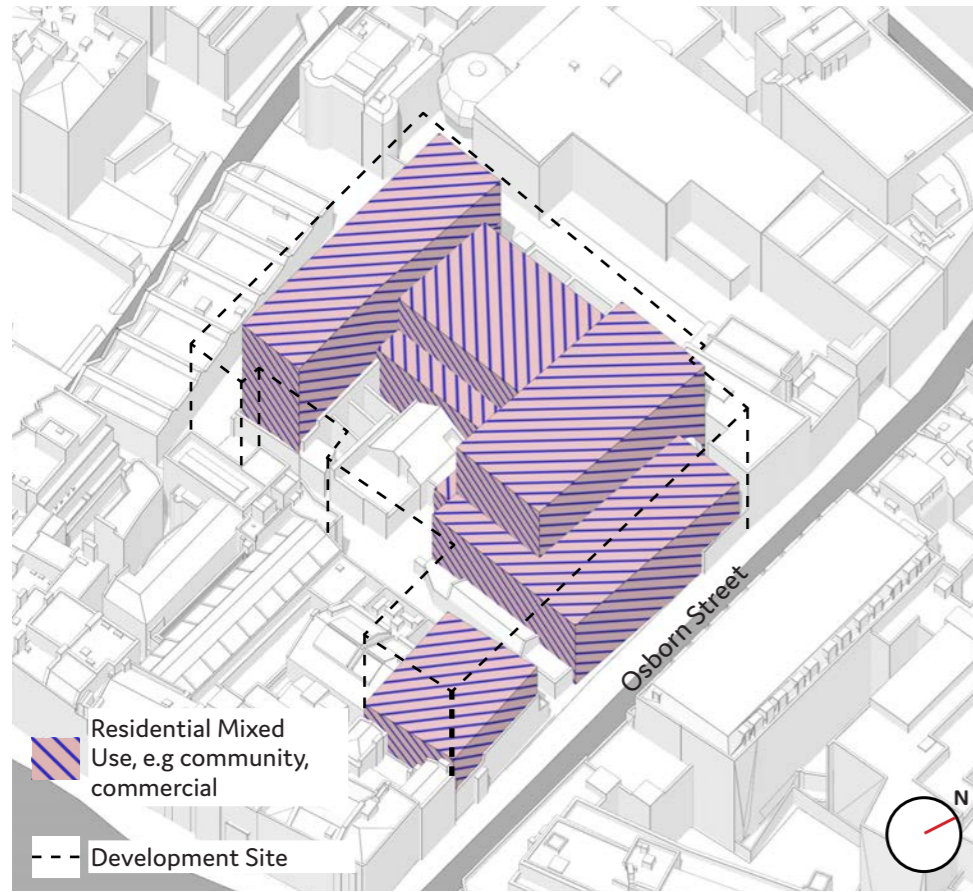 Osborn Street
Residential Mixed
Use, e.g community,
commercial
Development Site
N